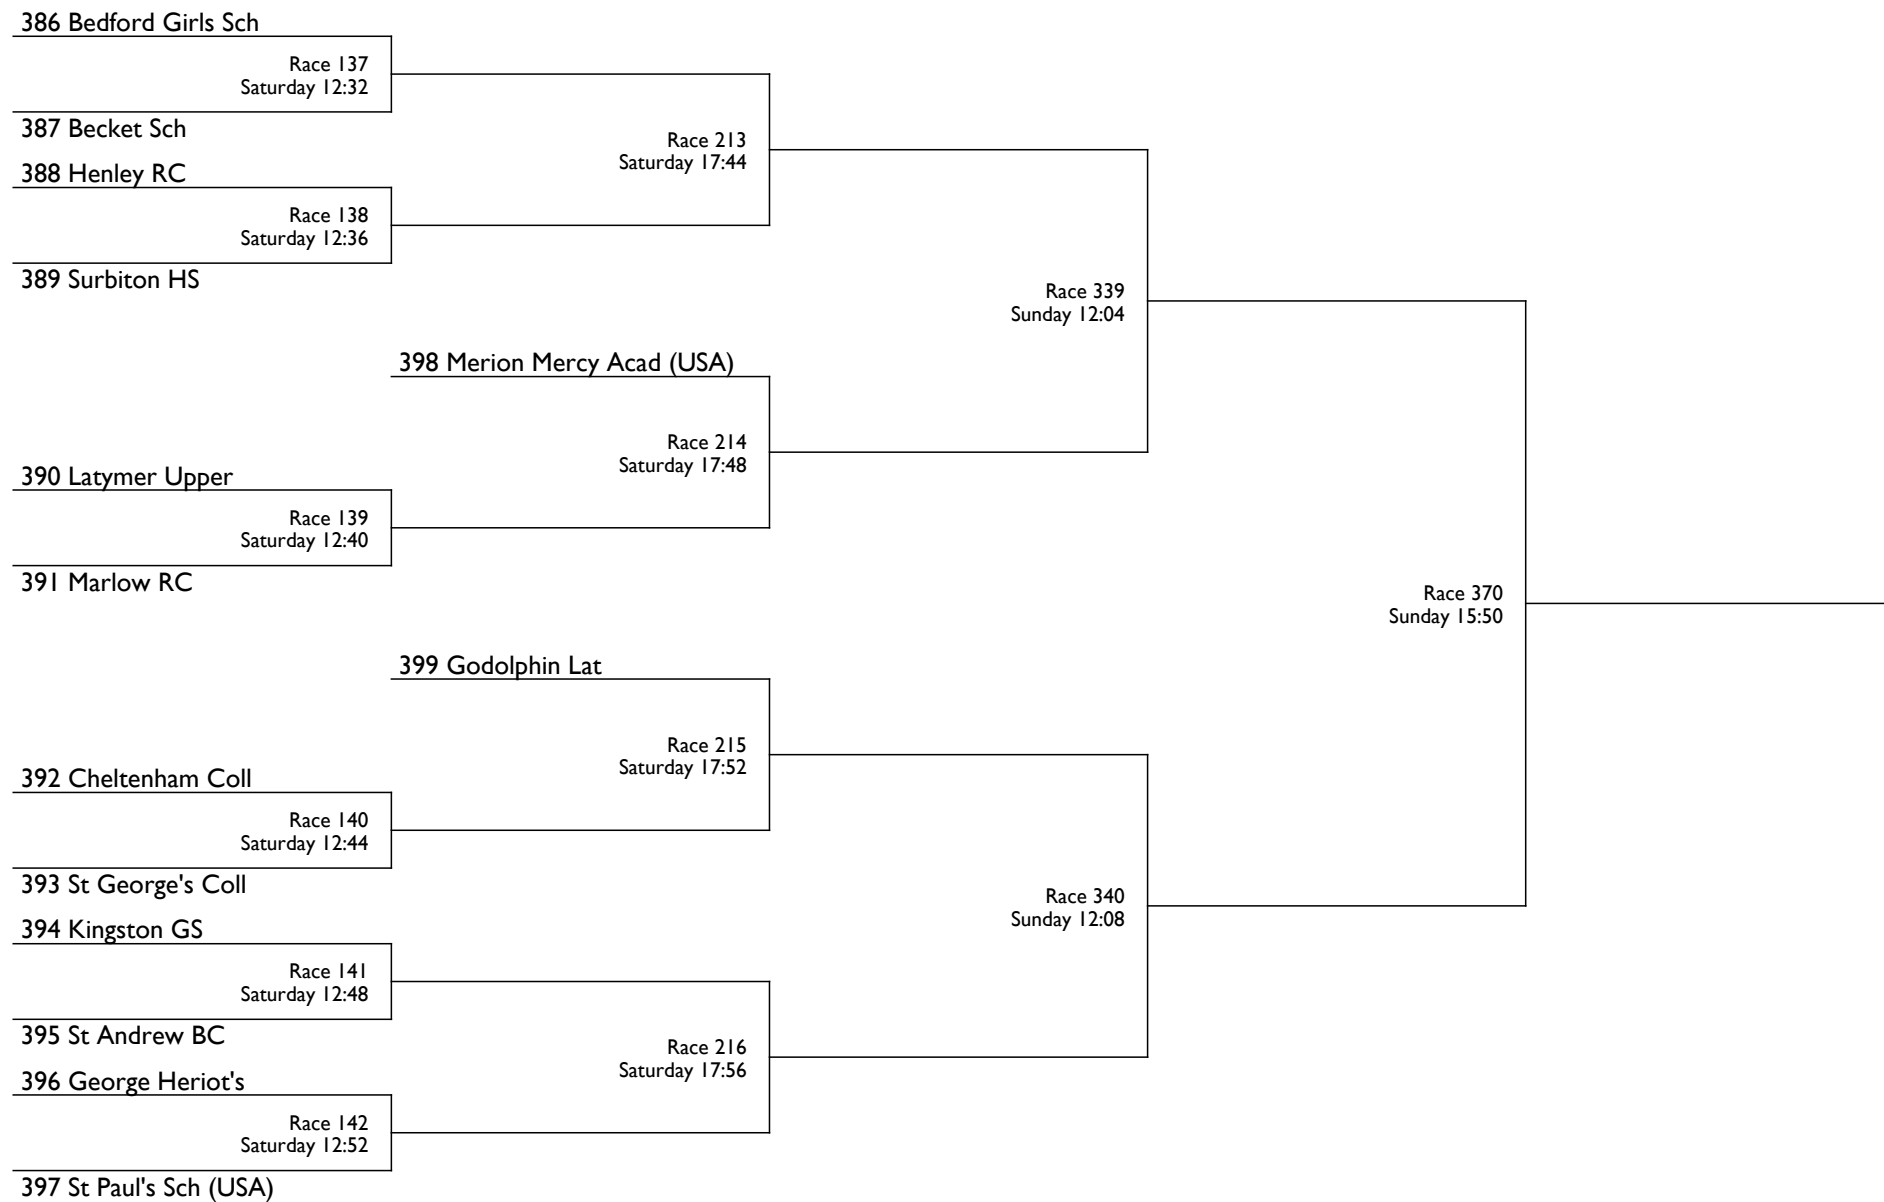 386 Bedford Girls Sch
Race 137
Saturday 12:32
387 Becket Sch
Race 213
Saturday 17:44
388 Henley RC
Race 138
Saturday 12:36
389 Surbiton HS
Race 339
Sunday 12:04
398 Merion Mercy Acad (USA)
Race 214
Saturday 17:48
390 Latymer Upper
Race 139
Saturday 12:40
391 Marlow RC
Race 370
Sunday 15:50
399 Godolphin Lat
Race 215
Saturday 17:52
392 Cheltenham Coll
Race 140
Saturday 12:44
393 St George's Coll
Race 340
Sunday 12:08
394 Kingston GS
Race 141
Saturday 12:48
395 St Andrew BC
Race 216
Saturday 17:56
396 George Heriot's
Race 142
Saturday 12:52
397 St Paul's Sch (USA)